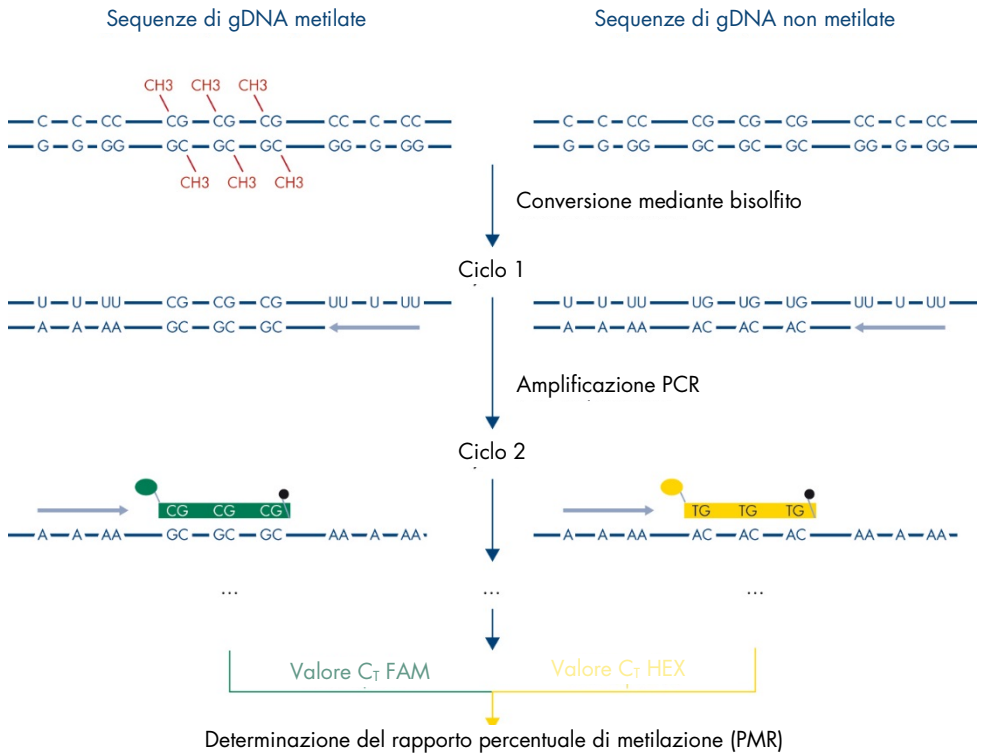 Sequenze di gDNA metilate
Sequenze di gDNA non metilate
CH3 CH3 CH3
C C CC CG CG CG CC C CC
G G GG GC GC GC GG G GG
CH3 CH3 CH3
C C CC CG CG CG CC C CC
G G GG GC GC GC GG G GG
Conversione mediante bisolfito
Ciclo 1
U U UU CG CG CG UU U UU
A A AA GC GC GC
U U UU UG UG UG UU U UU
A A AA AC AC AC
Amplificazione PCR
Ciclo 2
CG CG CG
A A AA GC GC GC AA A AA
TG TG TG
A A AA AC AC AC AA A AA
... ... ...
Valore CT FAM
Valore CT HEX
Determinazione del rapporto percentuale di metilazione (PMR)